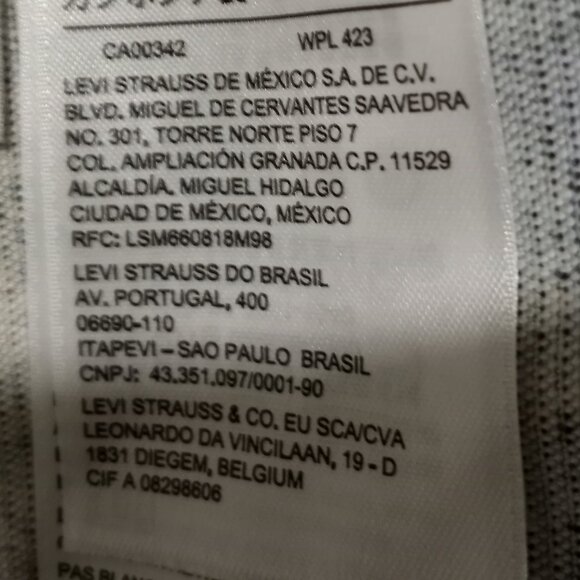 CA00342 WPL 423
LEVI STRAUSS DE MÉXICO S.A. DE C.V.
BLVD. MIGUEL DE CERVANTES SAAVEDRA
NO. 301, TORRE NORTE PISO 7
COL. AMPLIACIÓN GRANADA C.P. 11529
ALCALDÍA. MIGUEL HIDALGO
CIUDAD DE MÉXICO, MÉXICO
RFC: LSM660818M98
LEVI STRAUSS DO BRASIL
AV. PORTUGAL, 400
06690-110
ITAPEVI – SAO PAULO BRASIL
CNPJ: 43.351.097/0001-90
LEVI STRAUSS & CO. EU SCA/CVA
LEONARDO DA VINCILAAN, 19 - D
1831 DIEGEM, BELGIUM
CIF A 08298606
PAS